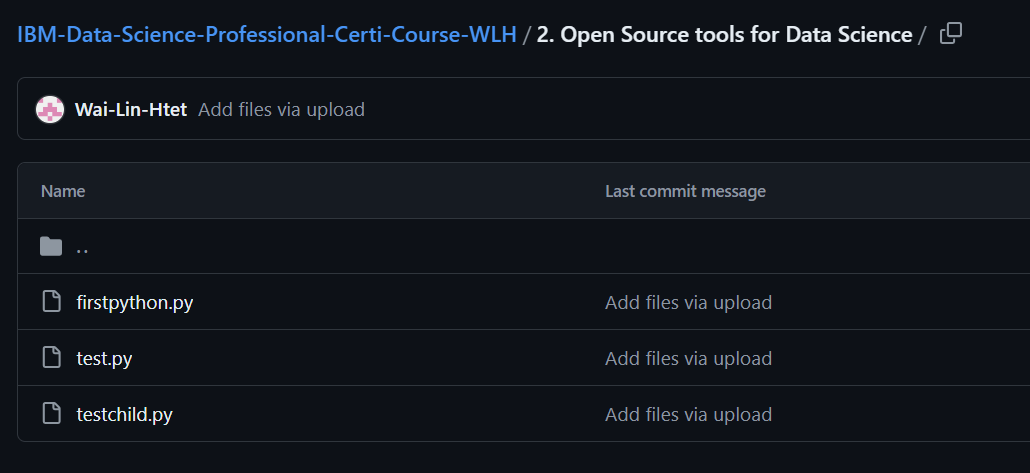 IBM-Data-Science-Professional-Certi-Course-WLH / 2. Open Source tools for Data Science /
Wai-Lin-Htet Add files via upload
Name Last commit message
..
firstpython.py Add files via upload
test.py Add files via upload
testchild.py Add files via upload